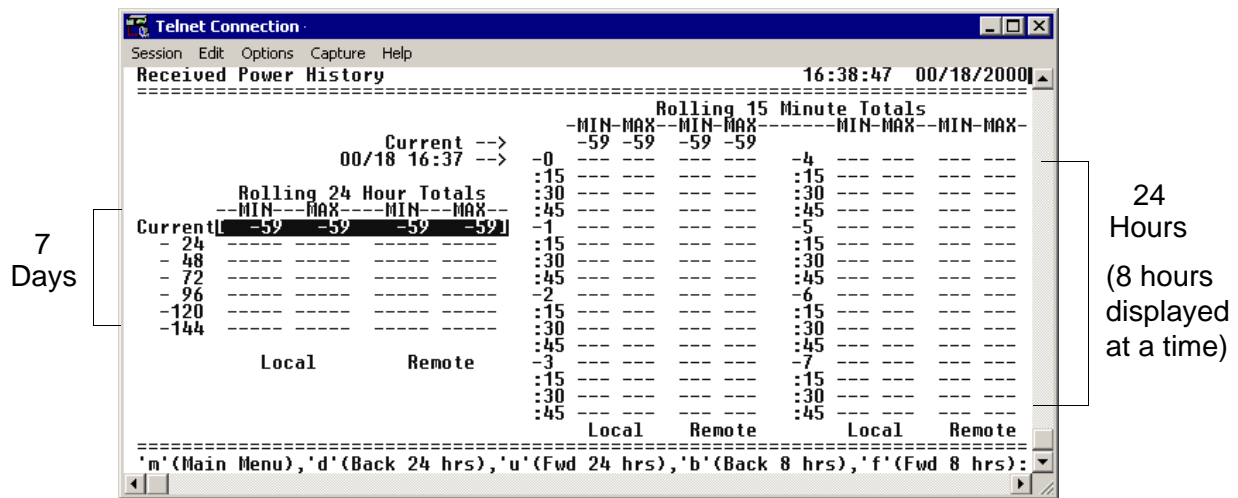 Telnet Connection -
Session Edit Options Capture Help
Received Power History 16:38:47 00/18/2000
================================================================================
Rolling 15 Minute Totals
-MIN-MAX--MIN-MAX-------MIN-MAX--MIN-MAX-
Current --> -59 -59 -59 -59
00/18 16:37 --> -0 --- --- --- --- -4 --- --- --- ---
:15 --- --- --- --- :15 --- --- --- ---
Rolling 24 Hour Totals :30 --- --- --- --- :30 --- --- --- ---
--MIN---MAX----MIN---MAX-- :45 --- --- --- --- :45 --- --- --- ---
Current[ -59 -59 -59 -59] -1 --- --- --- --- -5 --- --- --- ---
- 24 ----- ----- ----- ----- :15 --- --- --- --- :15 --- --- --- ---
- 48 ----- ----- ----- ----- :30 --- --- --- --- :30 --- --- --- ---
- 72 ----- ----- ----- ----- :45 --- --- --- --- :45 --- --- --- ---
- 96 ----- ----- ----- ----- -2 --- --- --- --- -6 --- --- --- ---
-120 ----- ----- ----- ----- :15 --- --- --- --- :15 --- --- --- ---
-144 ----- ----- ----- ----- :30 --- --- --- --- :30 --- --- --- ---
:45 --- --- --- --- :45 --- --- --- ---
Local Remote -3 --- --- --- --- -7 --- --- --- ---
:15 --- --- --- --- :15 --- --- --- ---
:30 --- --- --- --- :30 --- --- --- ---
:45 --- --- --- --- :45 --- --- --- ---
Local Remote Local Remote
================================================================================
'm'(Main Menu),'d'(Back 24 hrs),'u'(Fwd 24 hrs),'b'(Back 8 hrs),'f'(Fwd 8 hrs):
7
Days
24
Hours
(8 hours
displayed
at a time)